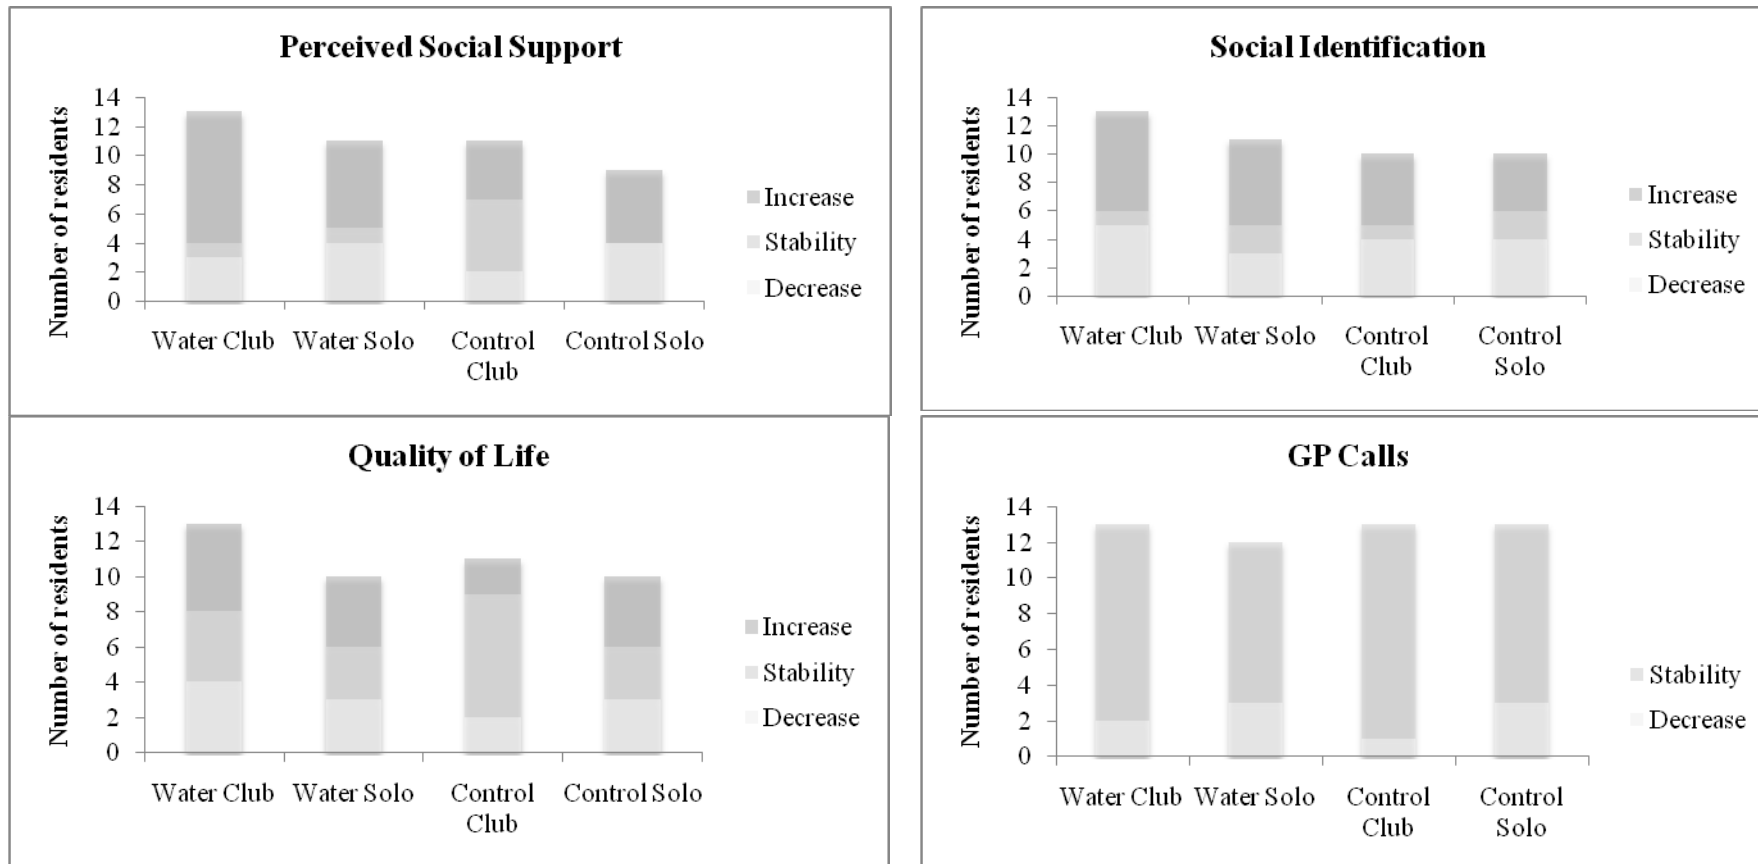 Perceived Social Support
Number of residents
14
12
10
8
6
4
2
0
Water Club Water Solo Control Club Control Solo
Increase
Stability
Decrease
Social Identification
Number of residents
14
12
10
8
6
4
2
0
Water Club Water Solo Control Club Control Solo
Increase
Stability
Decrease
Quality of Life
Number of residents
14
12
10
8
6
4
2
0
Water Club Water Solo Control Club Control Solo
Increase
Stability
Decrease
GP Calls
Number of residents
14
12
10
8
6
4
2
0
Water Club Water Solo Control Club Control Solo
Stability
Decrease